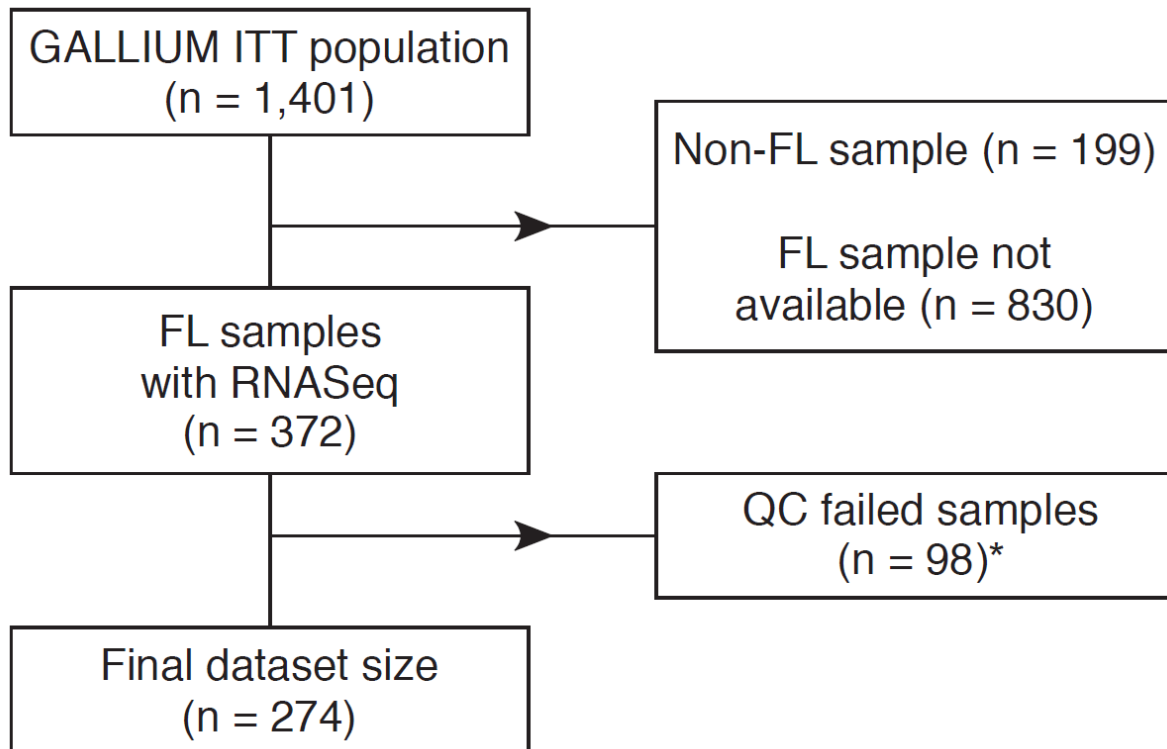 GALLIUM ITT population
(n = 1,401)
Non-FL sample (n = 199)
FL sample not
available (n = 830)
FL samples
with RNASeq
(n = 372)
QC failed samples
(n = 98)*
Final dataset size
(n = 274)